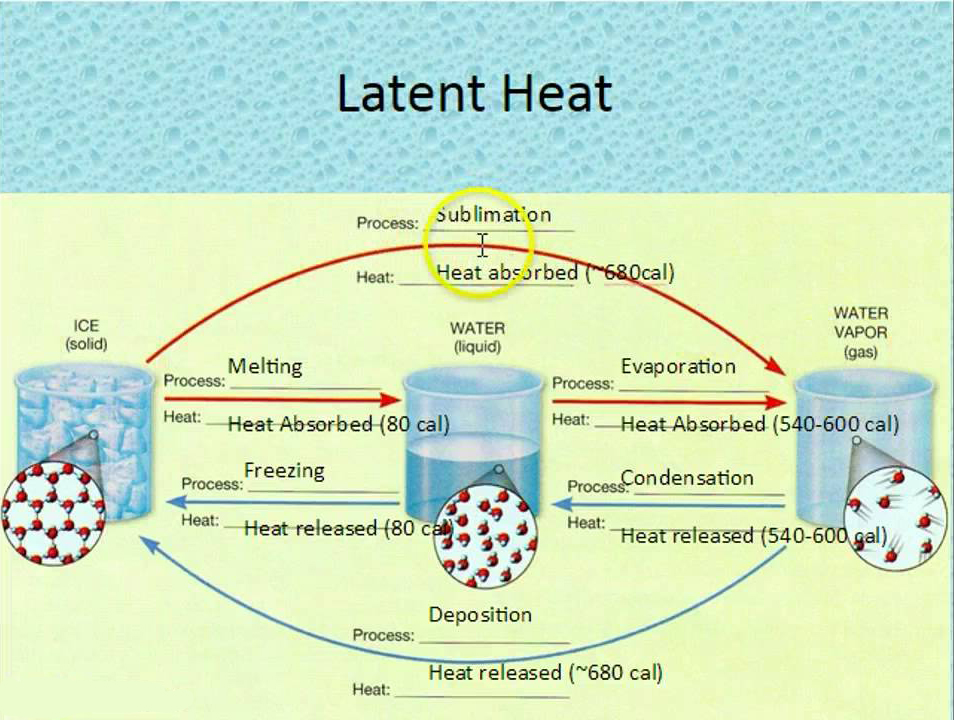 Latent Heat
Process: Sublimation
Heat: Heat absorbed (~680cal)
ICE
(solid)
WATER
(liquid)
WATER
VAPOR
(gas)
Process: Melting
Heat: Heat Absorbed (80 cal)
Process: Evaporation
Heat: Heat Absorbed (540-600 cal)
Process: Freezing
Heat: Heat released (80 cal)
Process: Condensation
Heat: Heat released (540-600 cal)
Process: Deposition
Heat: Heat released (~680 cal)